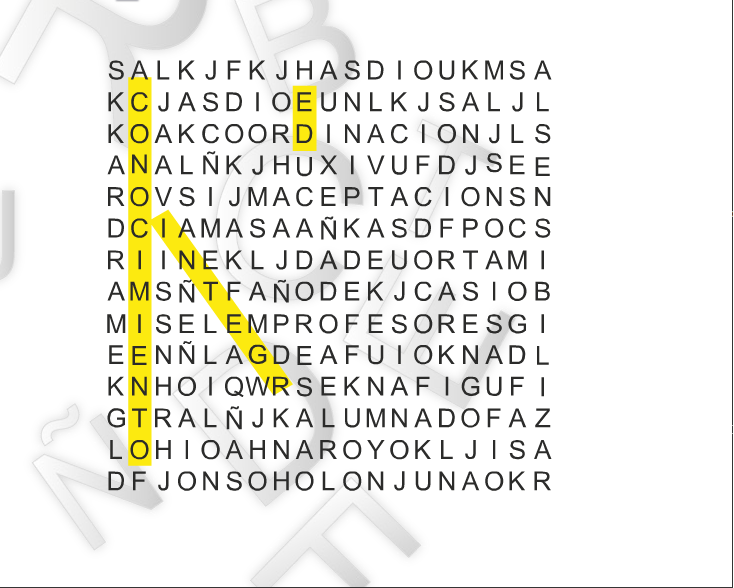 SALKJFKJHASDIOUKMSA
KCJASDIOEUNLKJSALJL
KOAKCOORDINACIONJLS
ANALÑKJHUXIVUFDJSEE
ROVSIJMACEPTACIONSN
DCIAMASAAÑKASDFPOCS
RIINEKLJDADEUORTAMI
AMSÑTFAÑODEKJCASIOB
MISELEMPROFESORESGI
EENÑLAGDEAFUIOKNADL
KNHOIQWRSEKNAFIGUFI
GTRALÑJKALUMNADOFAZ
LOHIOAHNAROYOKLJISA
DFJONSOHOLONJUNAOKR